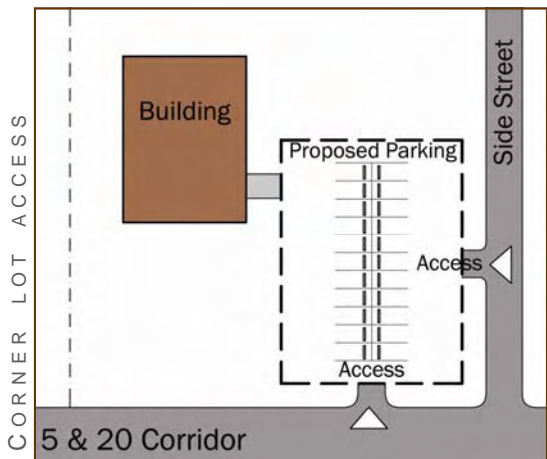 CORNER LOT ACCESS
Building
Side Street
Proposed Parking
Access
Access
5 & 20 Corridor